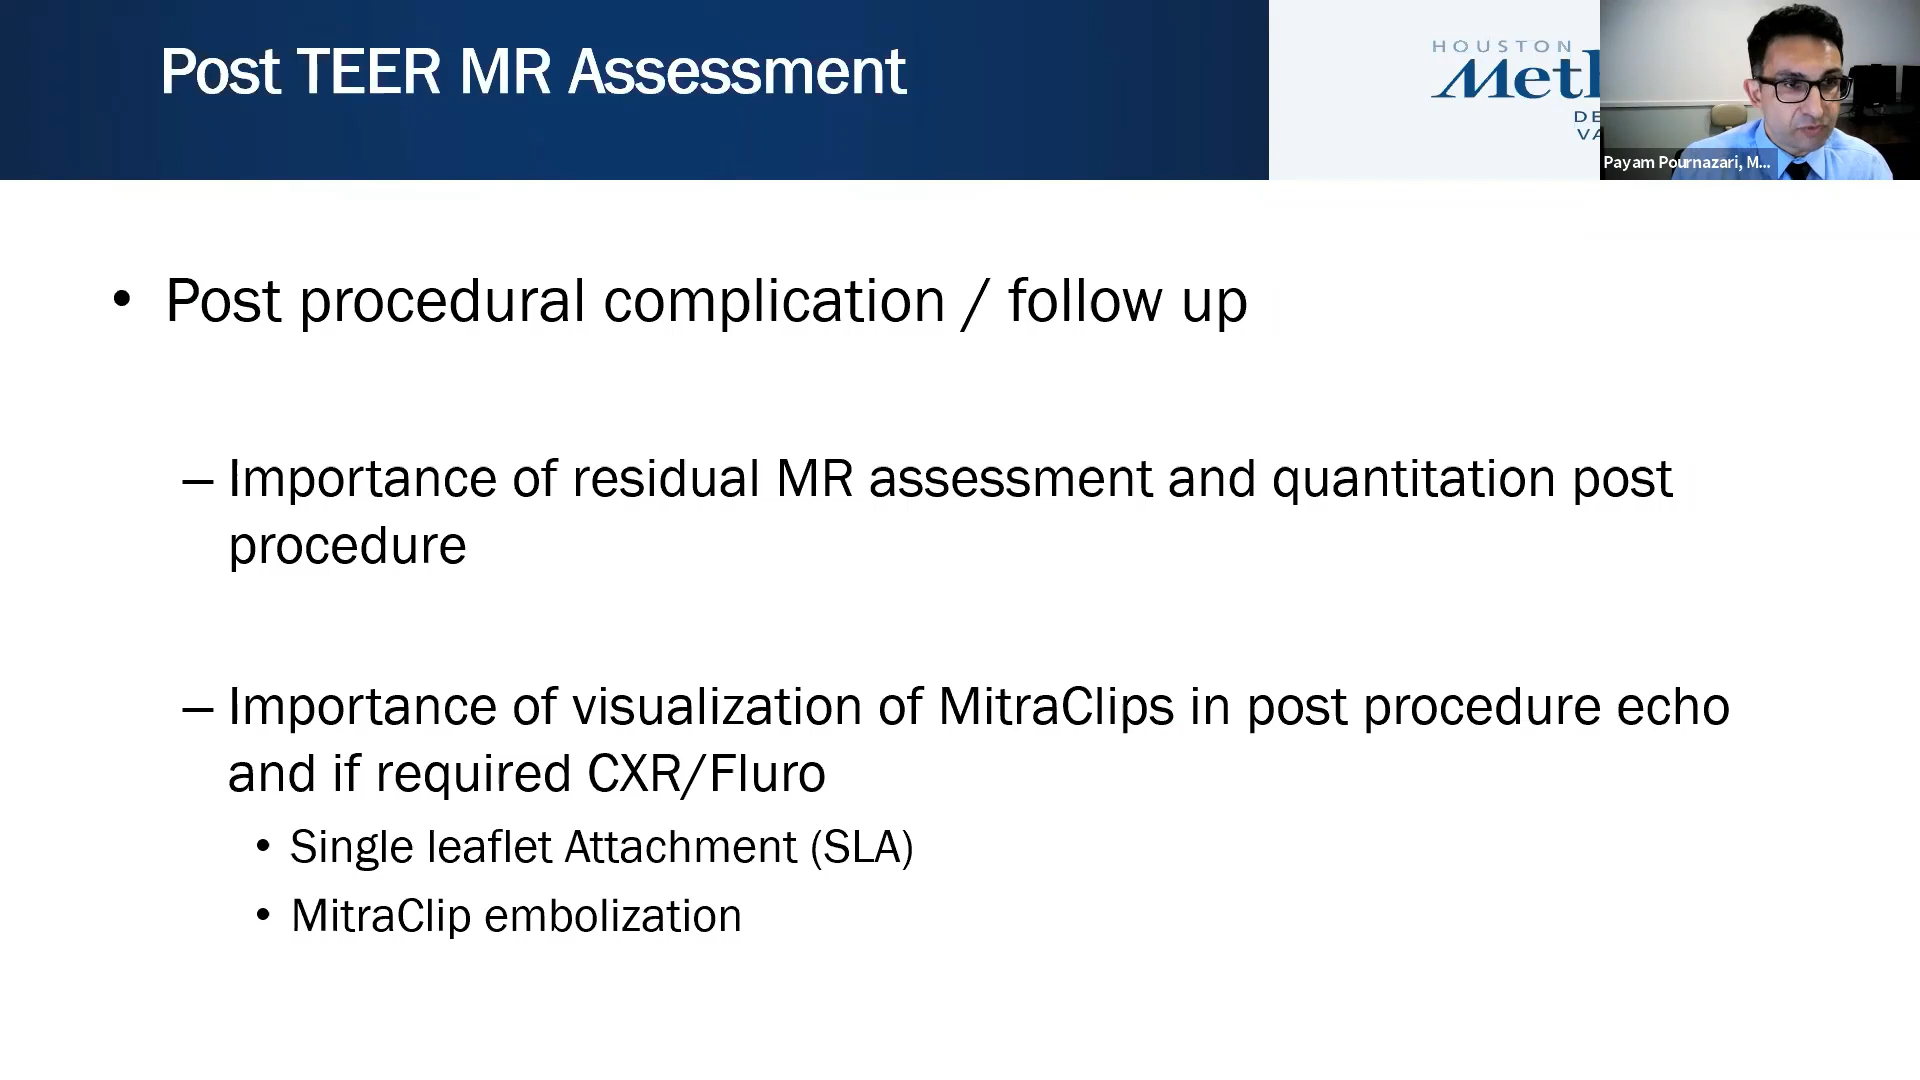 Post TEER MR Assessment
HOUSTON
Met
DE
VA
Payam Pournazari, M...
• Post procedural complication / follow up
– Importance of residual MR assessment and quantitation post
procedure
– Importance of visualization of MitraClips in post procedure echo
and if required CXR/Fluro
• Single leaflet Attachment (SLA)
• MitraClip embolization